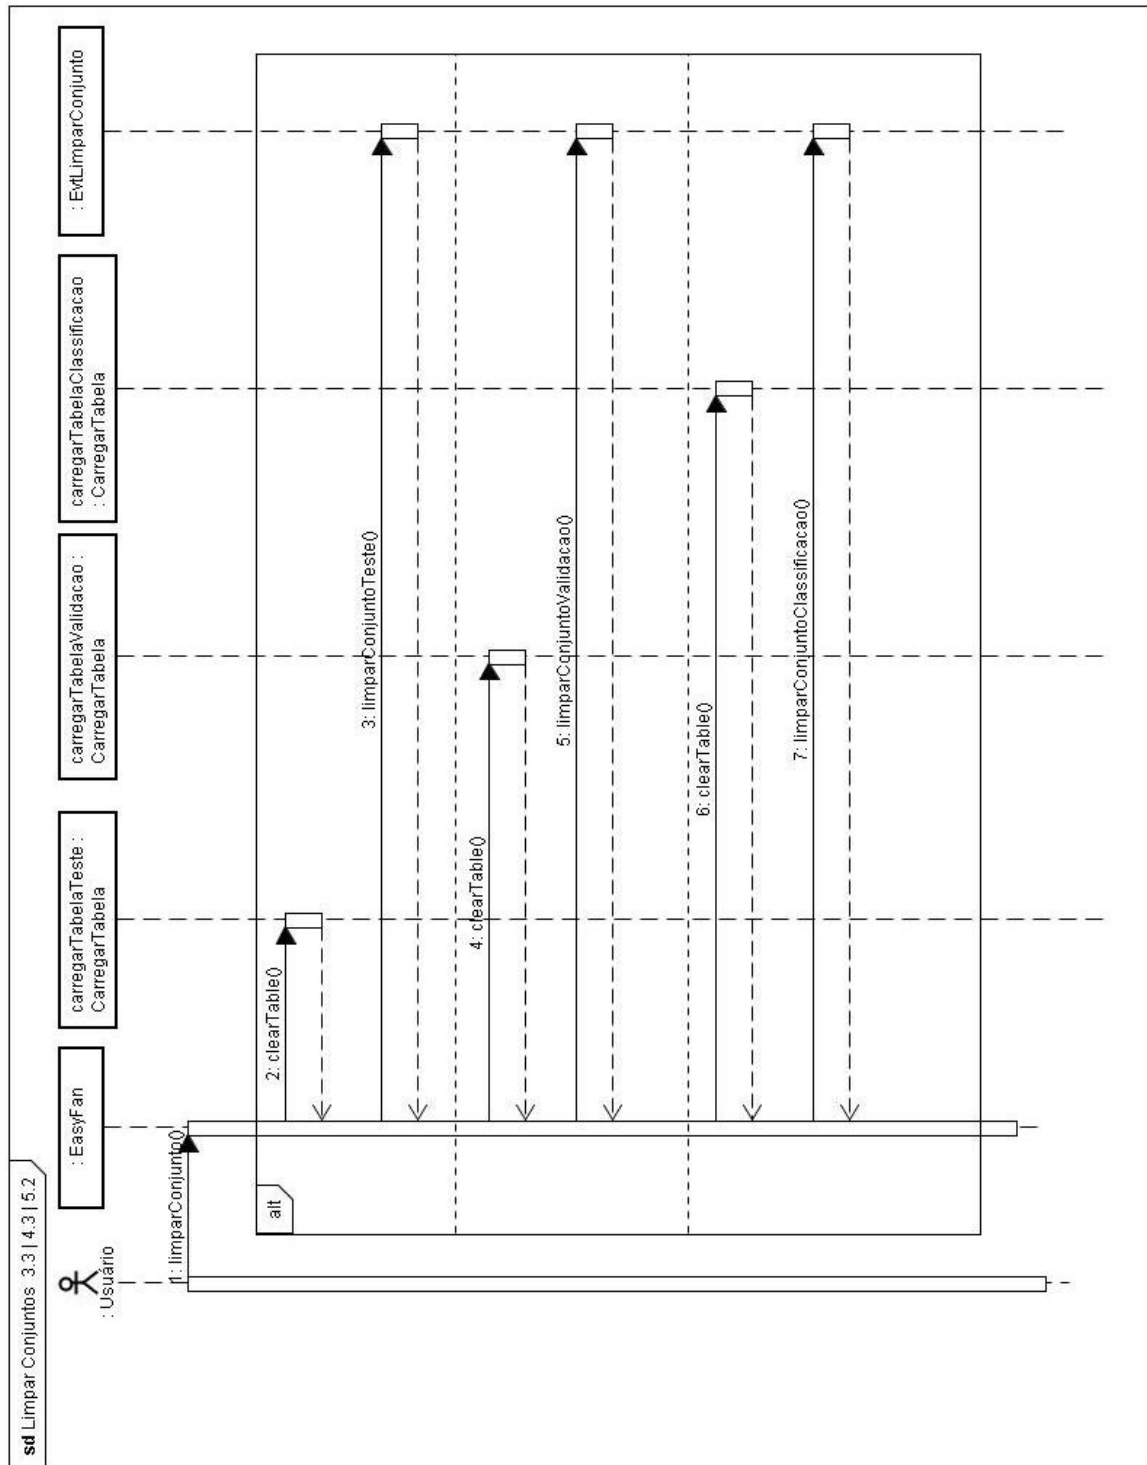 sd Limpar Conjuntos 3.3 | 4.3 | 5.2
: Usuário
: EasyFan
carregarTabelaTeste :
CarregarTabela
carregarTabelaValidacao :
CarregarTabela
carregarTabelaClassificacao
: CarregarTabela
: EvtLimparConjunto
1: limparConjunto()
alt
2: clearTable()
3: limparConjuntoTeste()
4: clearTable()
5: limparConjuntoValidacao()
6: clearTable()
7: limparConjuntoClassificacao()